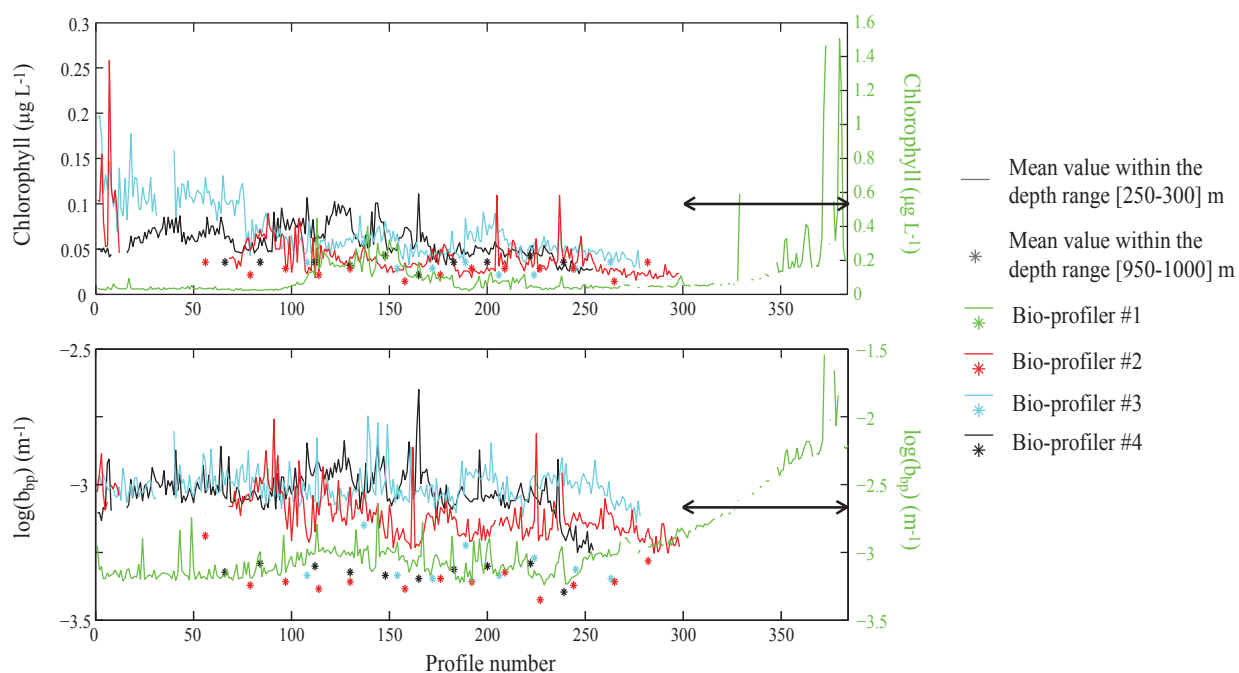 0.3
0.25
0.2
0.15
0.1
0.05
0
Chlorophyll (µg L-1)
0 50 100 150 200 250 300 350
1.6
1.4
1.2
1
0.8
0.6
0.4
0.2
0
Chlorophyll (µg L-1)
−2.5
−3
−3.5
log(bbp) (m-1)
0 50 100 150 200 250 300 350
Profile number
−1.5
−2
−2.5
−3
−3.5
log(bbp) (m-1)
Mean value within the
depth range [250-300] m
Mean value within the
depth range [950-1000] m
Bio-profiler #1
Bio-profiler #2
Bio-profiler #3
Bio-profiler #4